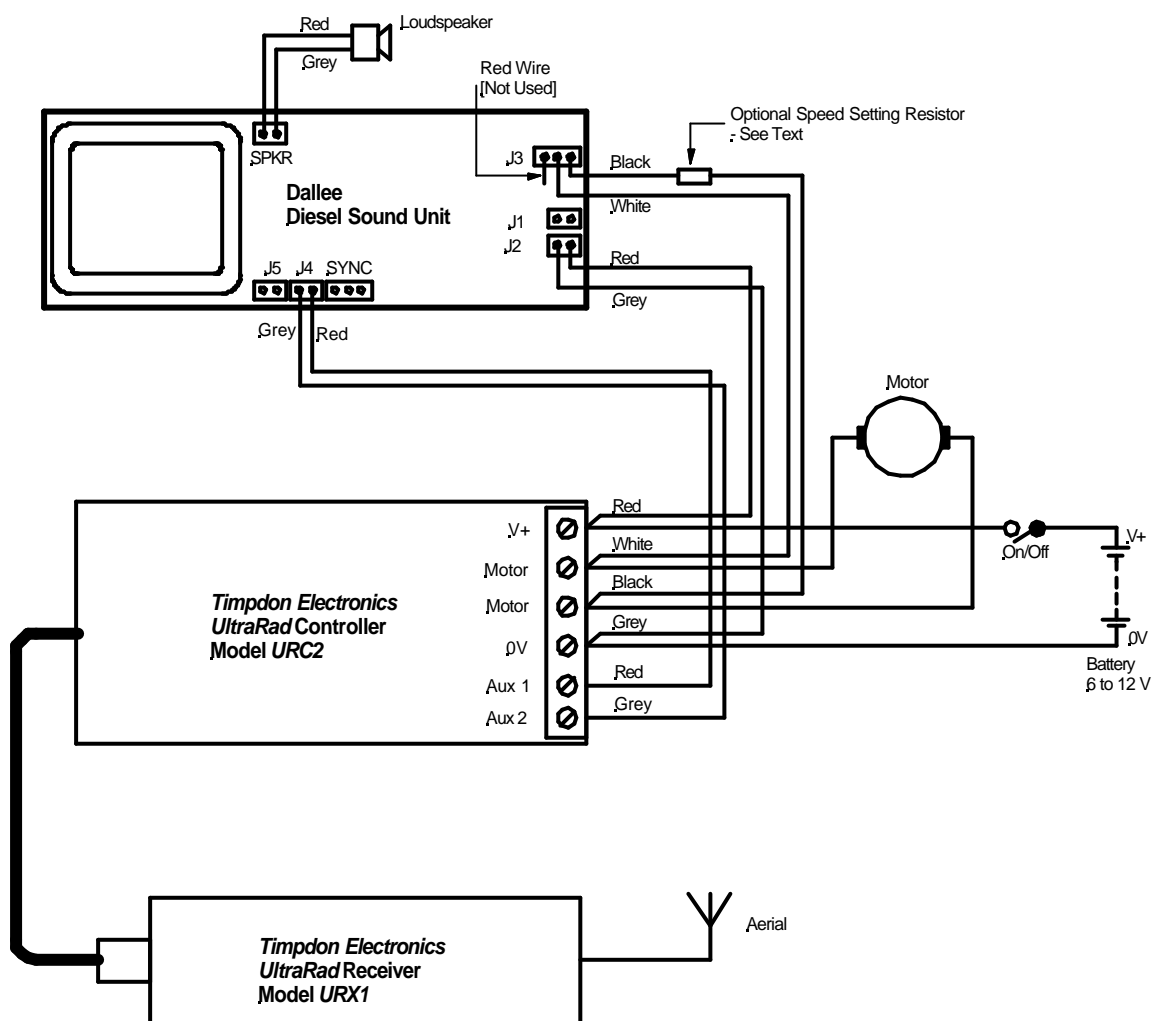 Red
Loudspeaker
Grey
Red Wire
[Not Used]
Optional Speed Setting Resistor
- See Text
SPKR
J3
Black
Dallee
Diesel Sound Unit
White
J1
J2
Red
J5
J4
SYNC
Grey
Grey
Red
Motor
Red
V+
White
On/Off
V+
Motor
Black
Timpdon Electronics
UltraRad Controller
Model URC2
Motor
Grey
0V
0V
Battery
6 to 12 V
Red
Aux 1
Grey
Aux 2
Aerial
Timpdon Electronics
UltraRad Receiver
Model URX1